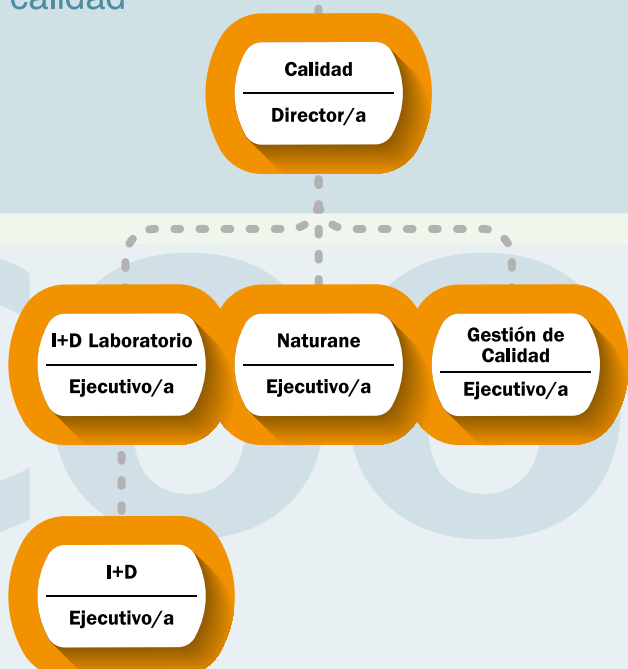 calidad
Calidad
Director/a
I+D Laboratorio
Ejecutivo/a
Naturane
Ejecutivo/a
Gestión de
Calidad
Ejecutivo/a
I+D
Ejecutivo/a